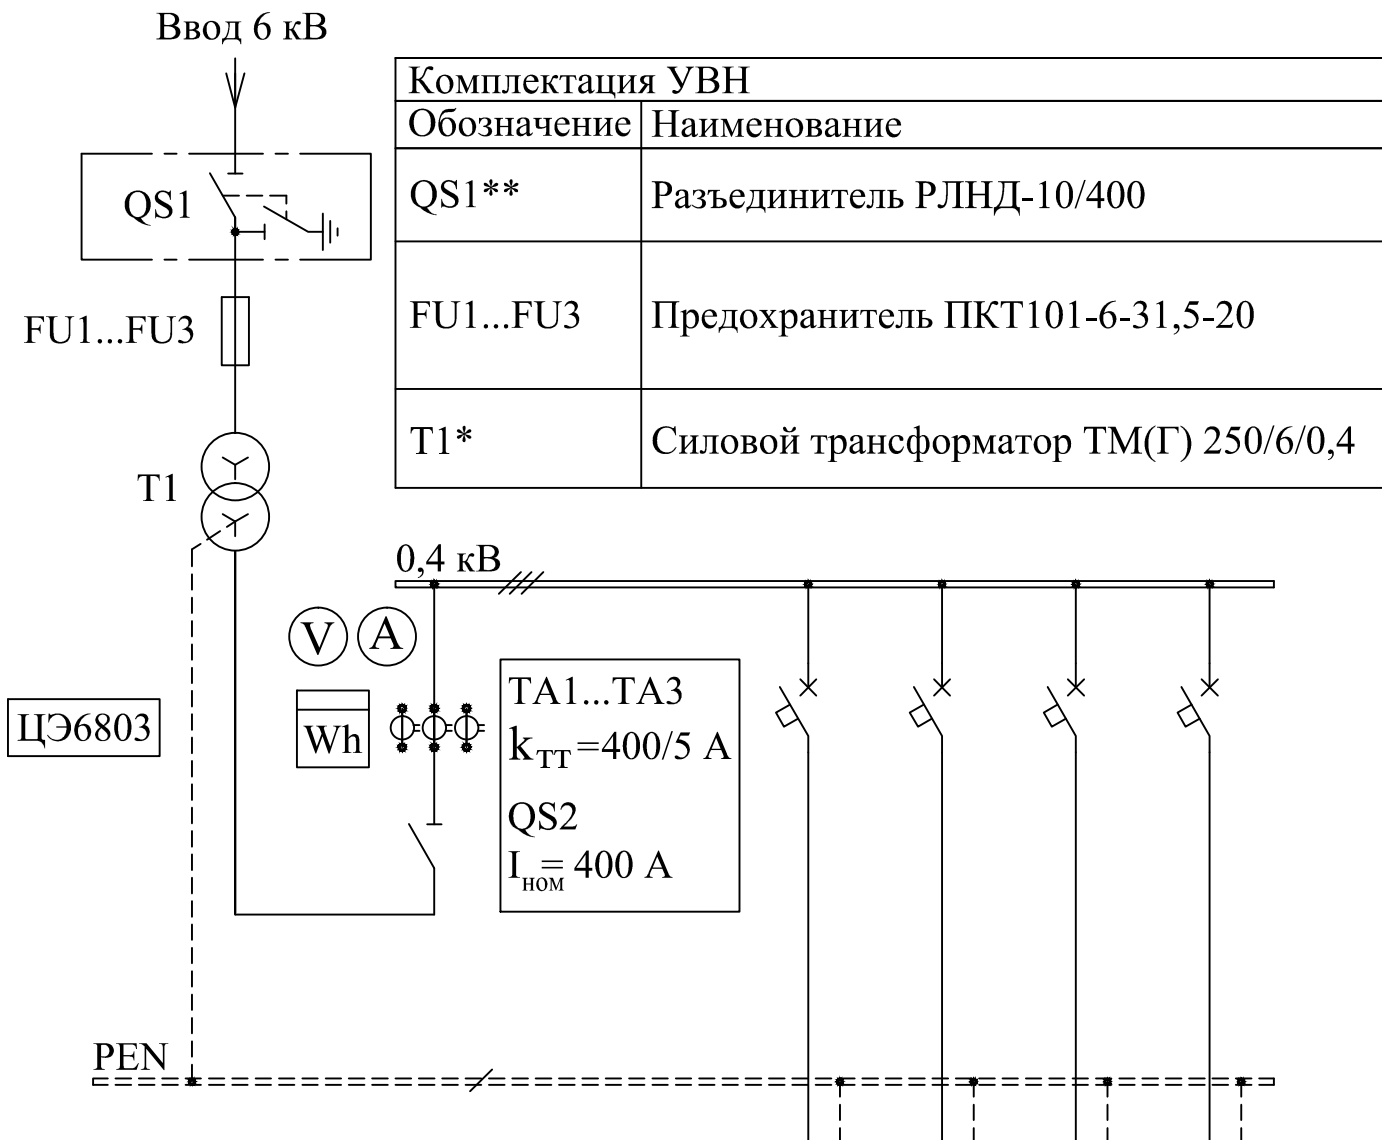 Ввод 6 кВ
Комплектация УВН
Обозначение Наименование
QS1
QS1** Разъединитель РЛНД-10/400
FU1...FU3
FU1...FU3 Предохранитель ПКТ101-6-31,5-20
T1
T1* Силовой трансформатор ТМ(Г) 250/6/0,4
0,4 кВ
V A
ЦЭ6803
Wh
TA1...TA3
kТТ=400/5 А
QS2
Iном= 400 А
PEN